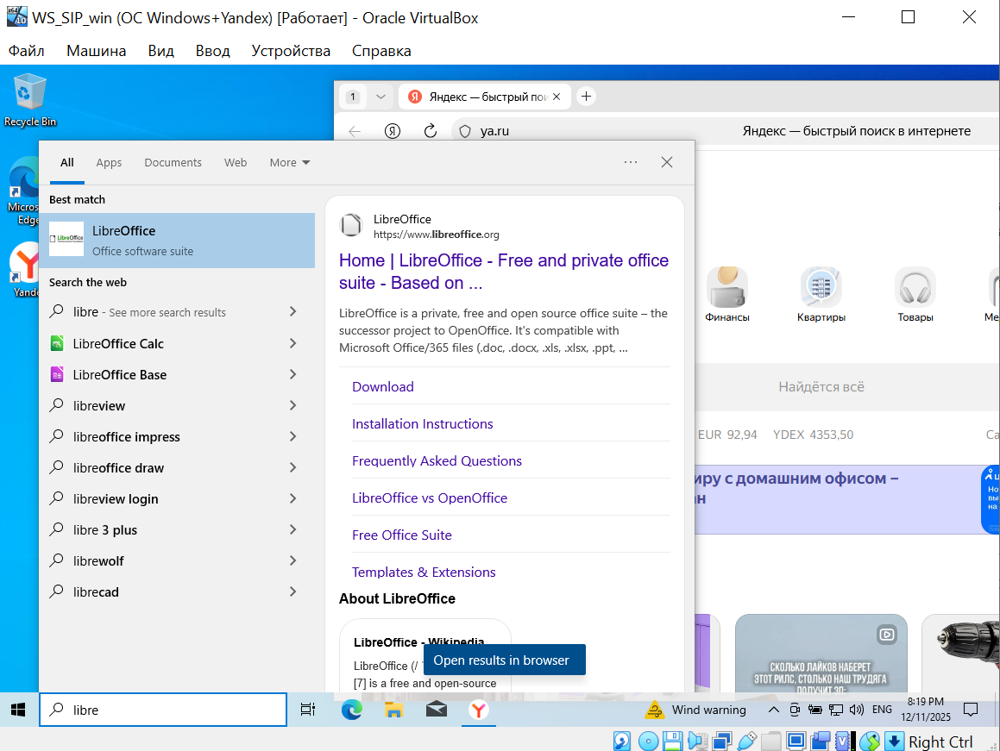 WS_SIP_win (ОС Windows+Yandex) [Работает] - Oracle VirtualBox
Файл Машина Вид Ввод Устройства Справка
Recycle Bin
Edge
1
Яндекс — быстрый пои
ya.ru
Яндекс — быстрый поиск в интернете
All Apps Documents Web More
Best match
LibreOffice
Office software suite
Search the web
libre - See more search results
LibreOffice Calc
LibreOffice Base
libreview
libreoffice impress
libreoffice draw
libreview login
libre 3 plus
librewolf
librecad
LibreOffice
https://www.libreoffice.org
Home | LibreOffice - Free and private office
suite - Based on ...
LibreOffice is a private, free and open source office suite – the
successor project to OpenOffice. It's compatible with
Microsoft Office/365 files (.doc, .docx, .xls, .xlsx, .ppt, ...
Download
Installation Instructions
Frequently Asked Questions
LibreOffice vs OpenOffice
Free Office Suite
Templates & Extensions
About LibreOffice
LibreOffice - Wikipedia
LibreOffice (/
[7] is a free and open-source
Open results in browser
Финансы
Квартиры
Товары
Найдётся всё
EUR 92,94 YDEX 4353,50
иру с домашним офисом –
СКОЛЬКО ЛАЙКОВ НАБЕРЕТ
ЭТОТ РИЛС, СТОЛЬКО НАШ ТРУДЯГА
ПОЛУЧИТ ЗП:
libre
Wind warning
ENG
8:19 PM
12/11/2025
Right Ctrl